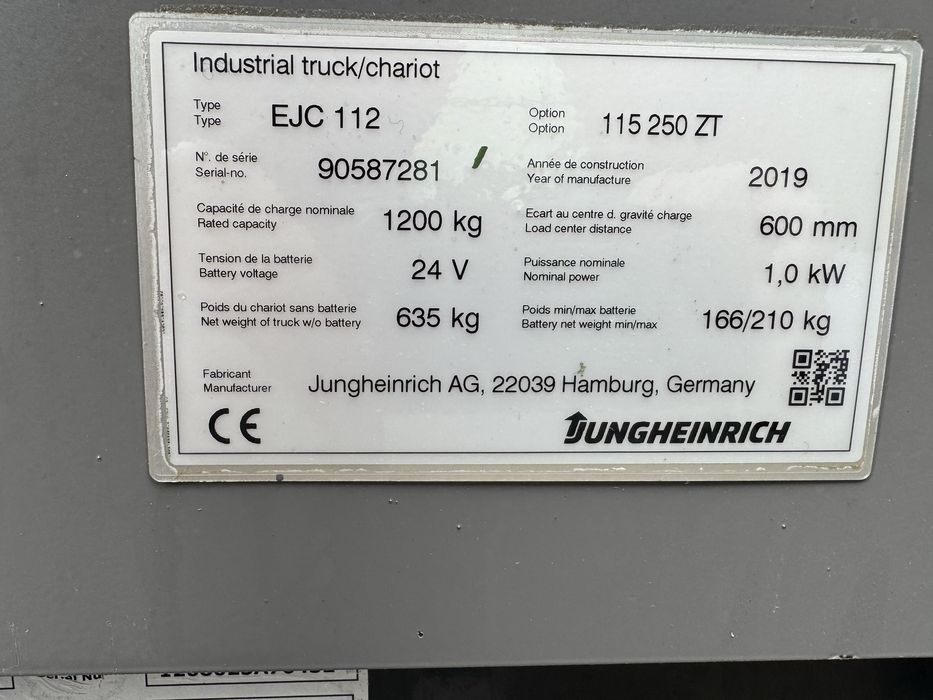 Industrial truck/chariot
Type
Type
EJC 112
Option
Option
115 250 ZT
N°. de série
Serial-no.
90587281
Année de construction
Year of manufacture
2019
Capacité de charge nominale
Rated capacity
1200 kg
Ecart au centre d. gravité charge
Load center distance
600 mm
Tension de la batterie
Battery voltage
24 V
Puissance nominale
Nominal power
1,0 kW
Poids du chariot sans batterie
Net weight of truck w/o battery
635 kg
Poids min/max batterie
Battery net weight min/max
166/210 kg
Fabricant
Manufacturer
Jungheinrich AG, 22039 Hamburg, Germany
CE
JUNGHEINRICH